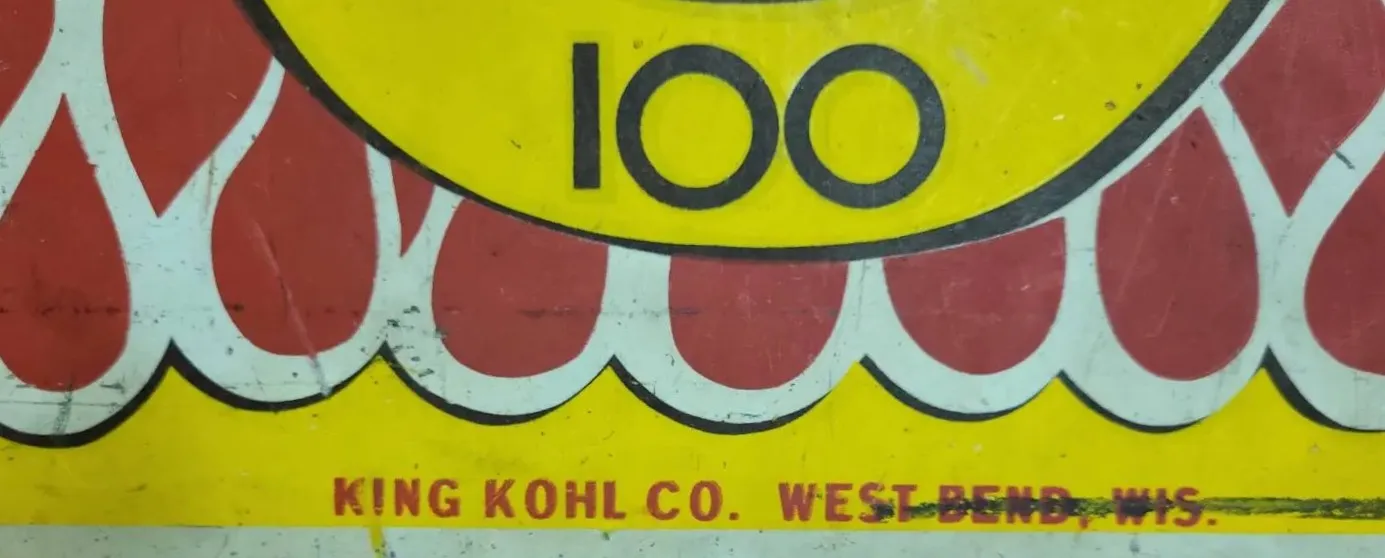 100
KING KOHL CO. WEST BEND, WIS.